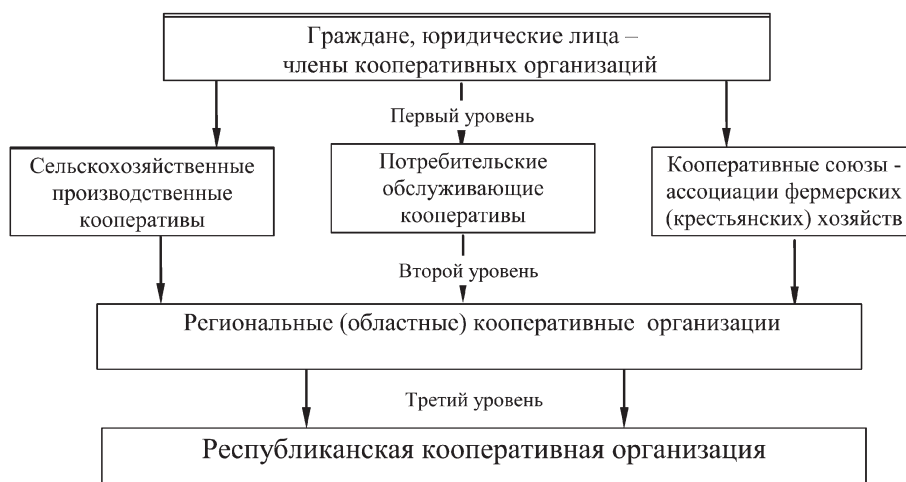 Граждане, юридические лица –
члены кооперативных организаций
Первый уровень
Сельскохозяйственные
производственные
кооперативы
Потребительские
обслуживающие
кооперативы
Кооперативные союзы -
ассоциации фермерских
(крестьянских) хозяйств
Второй уровень
Региональные (областные) кооперативные организации
Третий уровень
Республиканская кооперативная организация